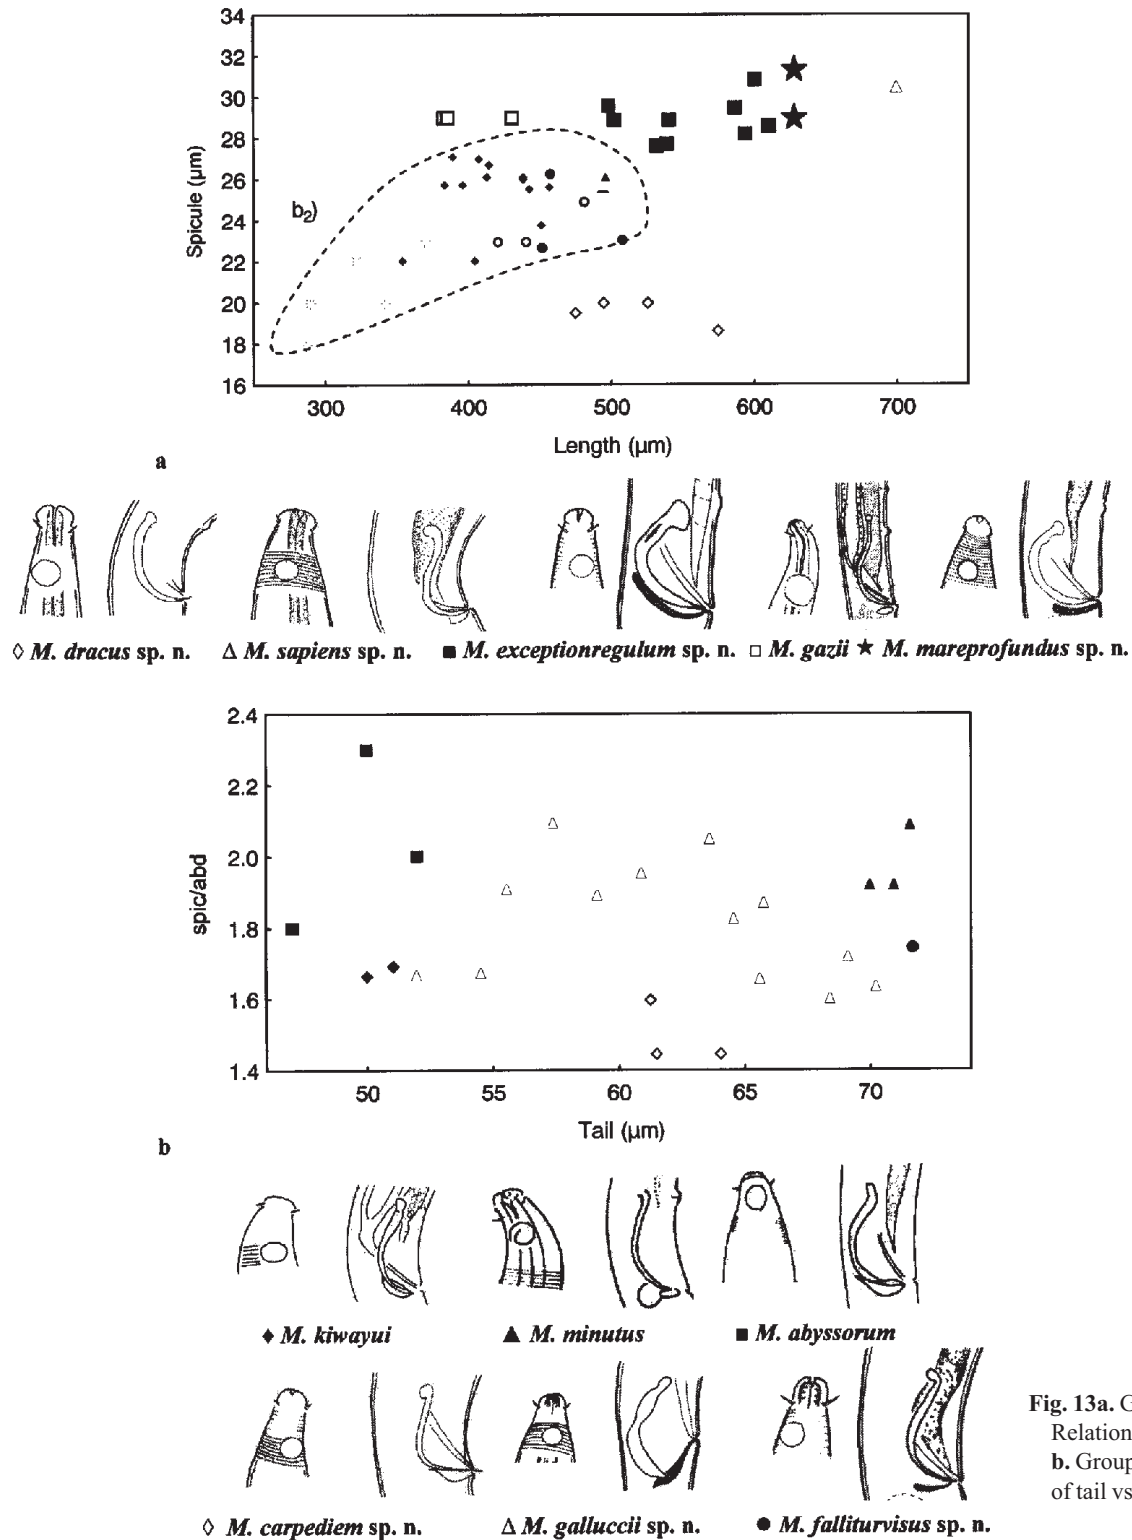 34
32
30
28
26
24
22
20
18
16
Spicule (µm)
b₂)
300 400 500 600 700
Length (µm)
a
◇ M. dracus sp. n. △ M. sapiens sp. n. ■ M. exceptionregulum sp. n. □ M. gazii ★ M. mareprofundus sp. n.
2.4
2.2
2.0
1.8
1.6
1.4
spic/abd
50 55 60 65 70
Tail (µm)
b
◆ M. kiwayui ▲ M. minutus ■ M. abyssorum
◇ M. carpediem sp. n. △ M. galluccii sp. n. ● M. falliturvisus sp. n.
Fig. 13a. G
Relation
b. Group
of tail vs